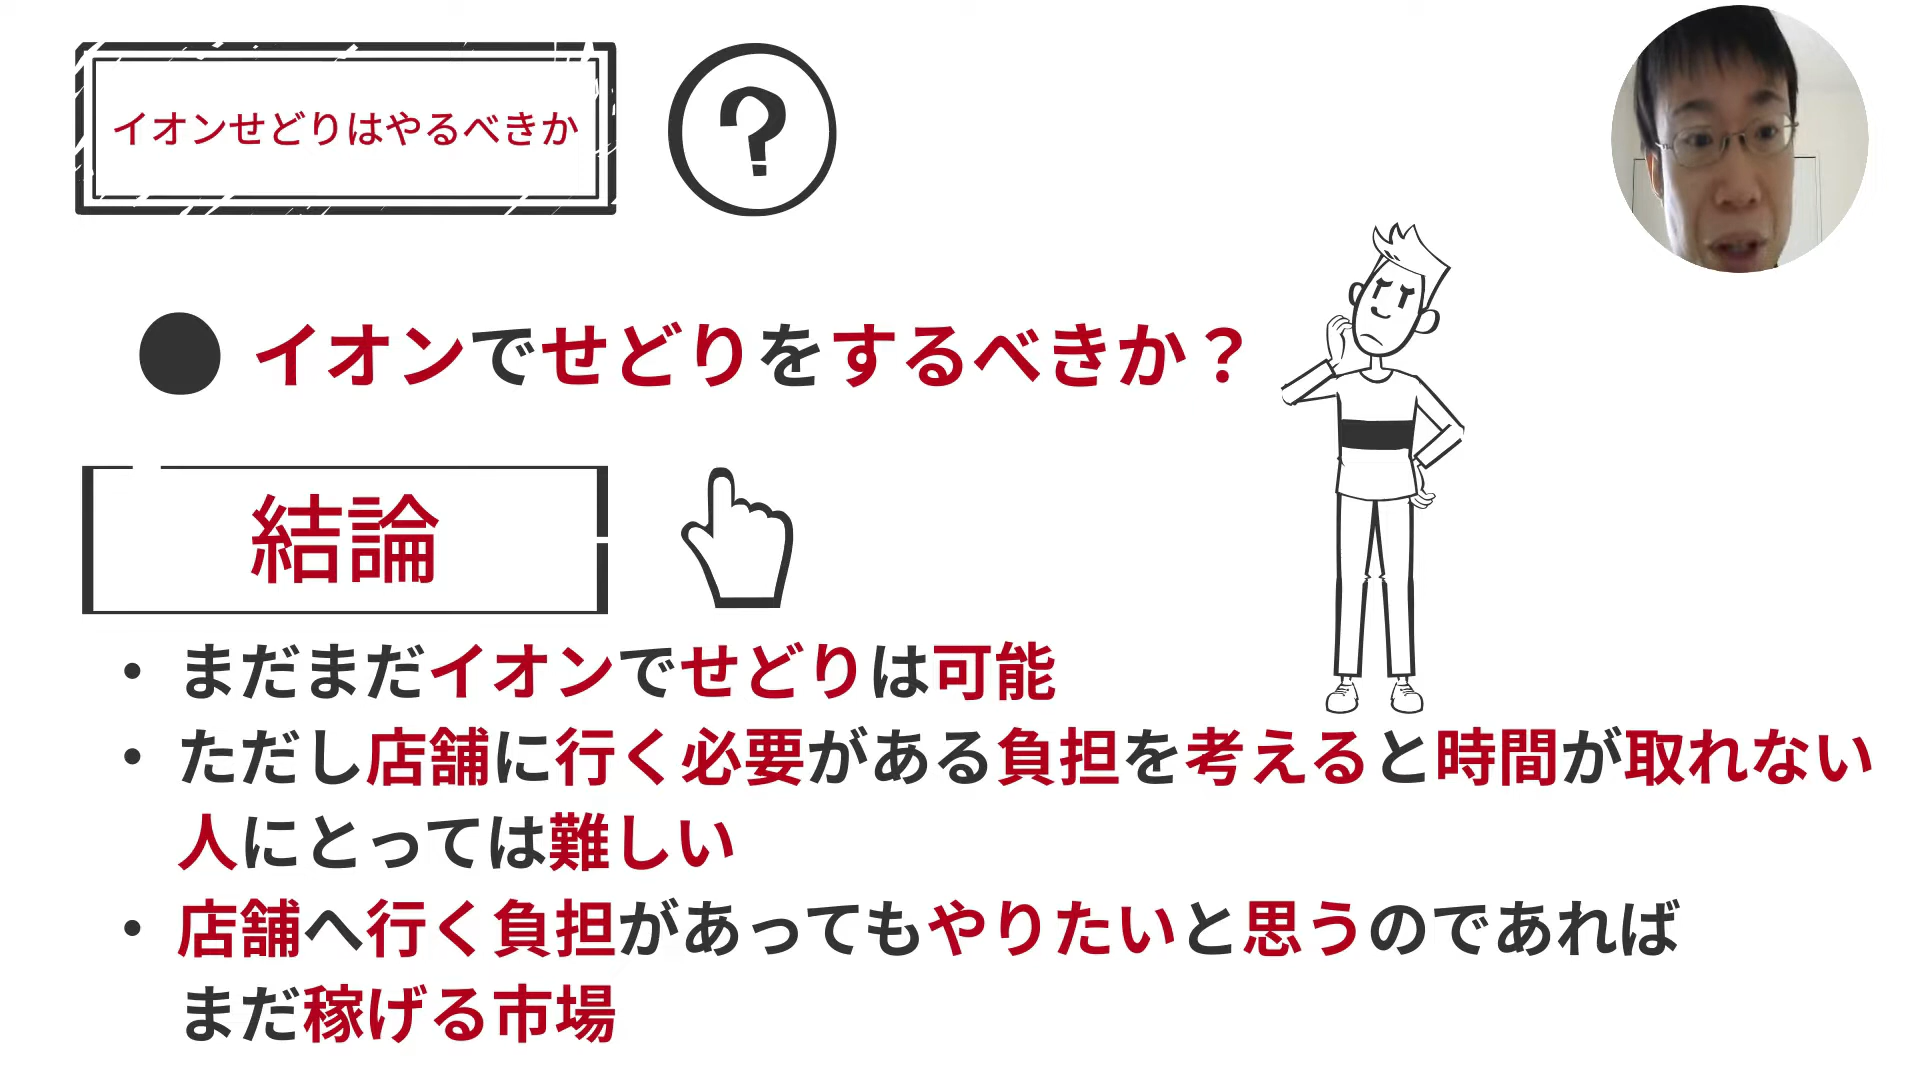 イオンせどりはやるべきか
?
イオンでせどりをするべきか？
結論
・まだまだイオンでせどりは可能
・ただし店舗に行く必要がある負担を考えると時間が取れない
人にとっては難しい
・店舗へ行く負担があってもやりたいと思うのであれば
まだ稼げる市場